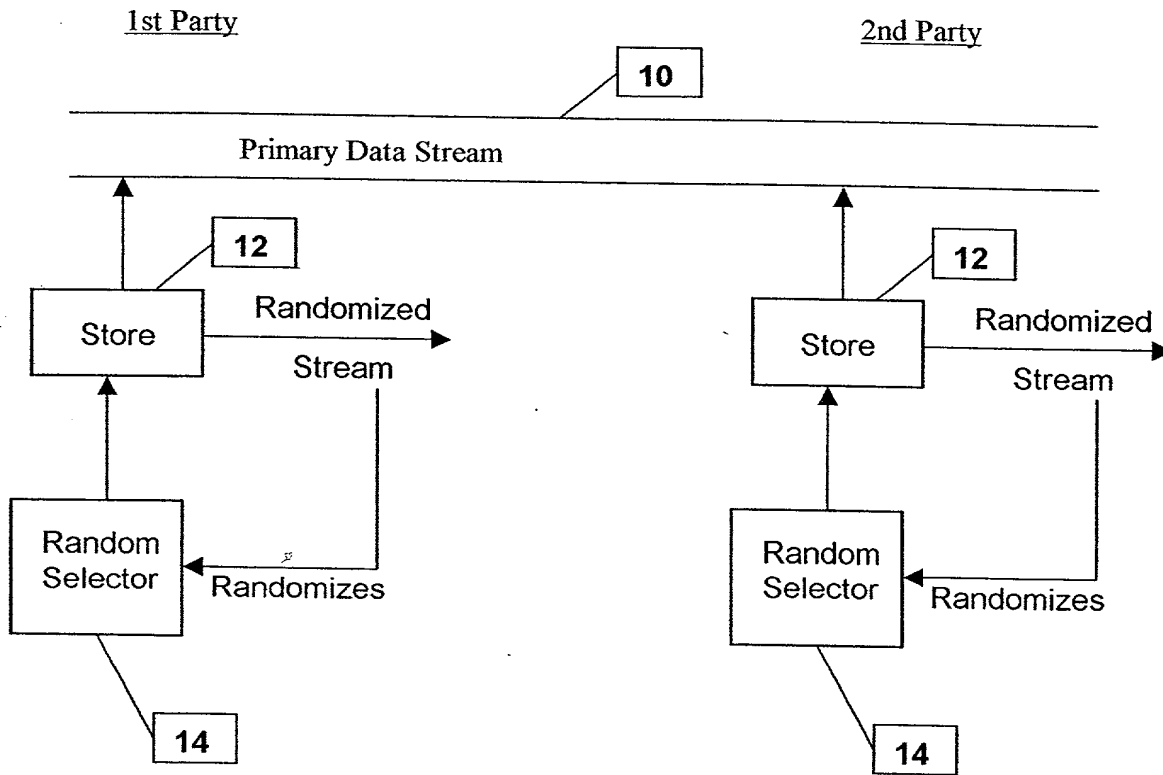 1st Party
2nd Party
10
Primary Data Stream
12
12
Store
Randomized
Stream
Store
Randomized
Stream
Random
Selector
Randomizes
Random
Selector
Randomizes
14
14